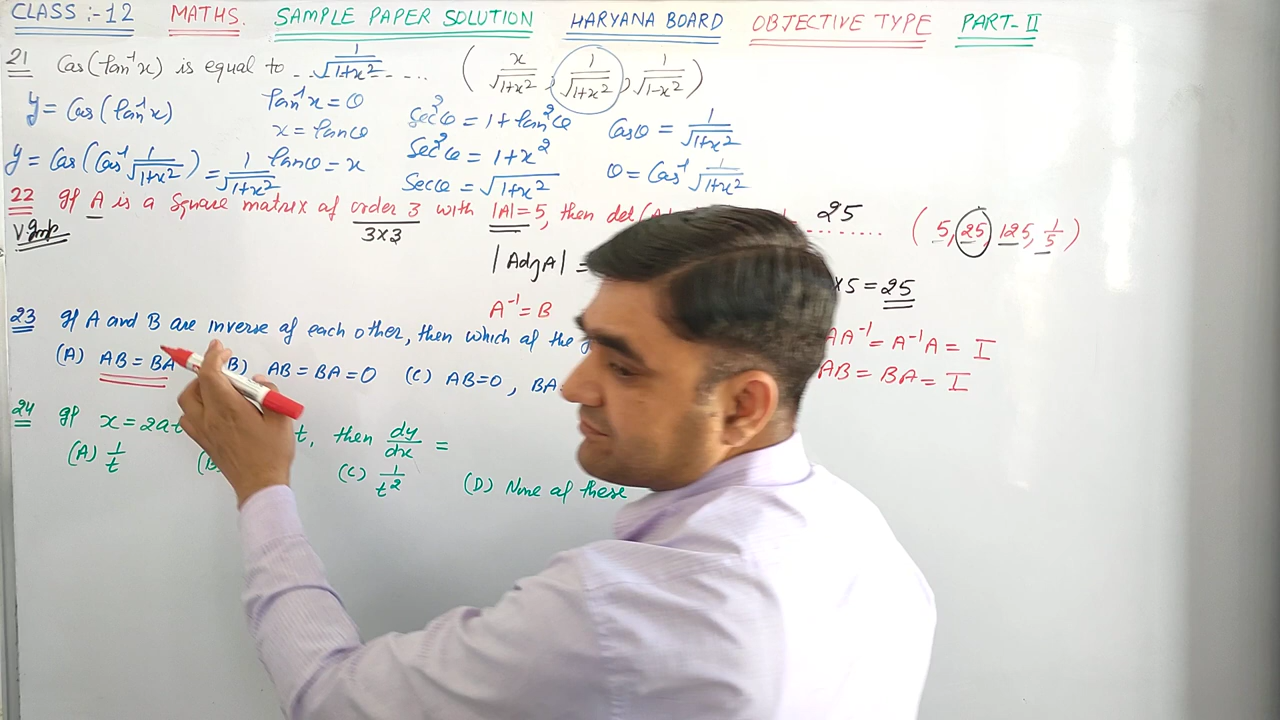 CLASS :- 12 MATHS. SAMPLE PAPER SOLUTION HARYANA BOARD OBJECTIVE TYPE PART-II
21 Cos(tan⁻¹x) is equal to - . 1/√(1+x²) - . . . ( x/√(1+x²) , 1/√(1+x²) , 1/√(1-x²) )
y = Cos (tan⁻¹x) tan⁻¹x = θ Sec²θ = 1+tan²θ Cosθ = 1/√(1+x²)
x = tanθ Sec²θ = 1+x²
y = Cos (Cos⁻¹ 1/√(1+x²)) = 1/√(1+x²) tanθ = x Secθ = √(1+x²) θ = Cos⁻¹ 1/√(1+x²)
22 If A is a square matrix of order 3 with |A|=5, then det( 25 ........ ( 5, 25, 125, 1/5 )
V.Imp 3×3
|AdjA| = ×5 = 25
A⁻¹ = B
23 If A and B are inverse of each other, then which of the AA⁻¹ = A⁻¹A = I
(A) AB = BA B) AB = BA = 0 (C) AB=0 , BA= AB = BA = I
24 If x = 2at t, then dy/dx =
(A) 1/t (B (C) 1/t² (D) None of these